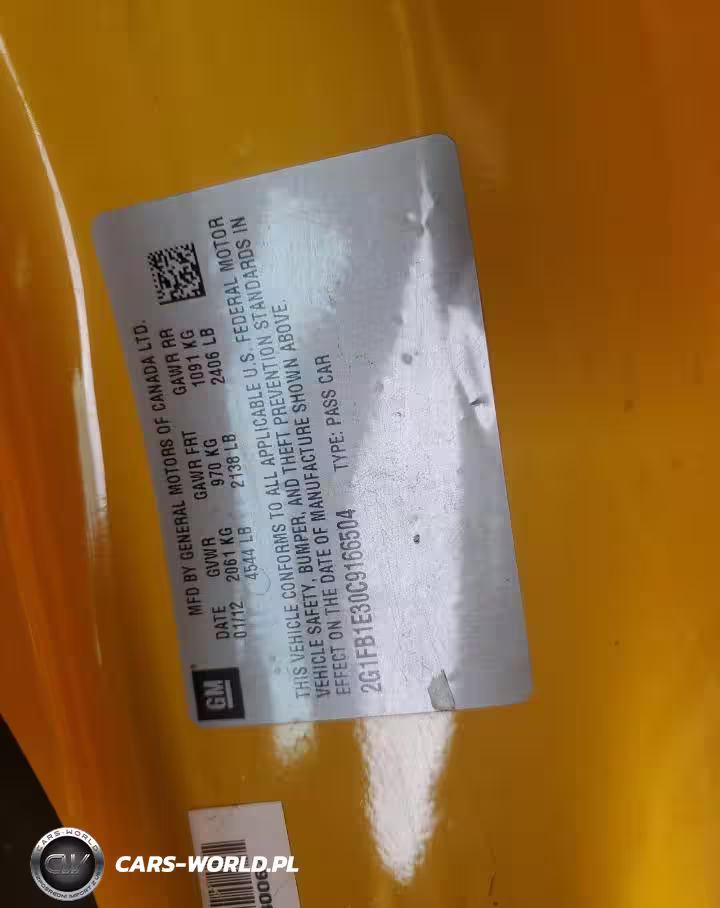 GM
MFD BY GENERAL MOTORS OF CANADA LTD.
DATE GVWR GAWR FRT GAWR RR
01/12 2061 KG 970 KG 1091 KG
4544 LB 2138 LB 2406 LB
THIS VEHICLE CONFORMS TO ALL APPLICABLE U.S. FEDERAL MOTOR
VEHICLE SAFETY, BUMPER, AND THEFT PREVENTION STANDARDS IN
EFFECT ON THE DATE OF MANUFACTURE SHOWN ABOVE.
2G1FB1E30C9166504 TYPE: PASS CAR
CARS-WORLD
CW
CARS-WORLD.PL